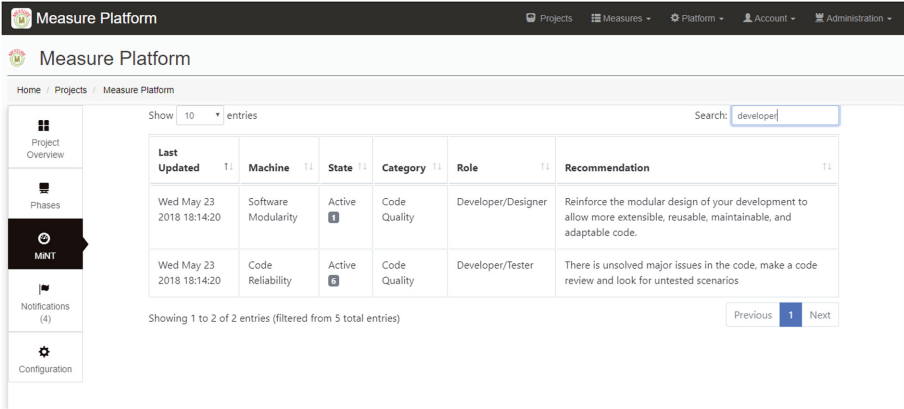 Measure Platform
Projects Measures Platform Account Administration
Measure Platform
Home / Projects / Measure Platform
Project
Overview
Phases
MiNT
Notifications
(4)
Configuration
Show 10 entries
Search: developer
Last
Updated Machine State Category Role Recommendation
Wed May 23 Software Active Code Developer/Designer Reinforce the modular design of your development to
2018 18:14:20 Modularity 1 Quality allow more extensible, reusable, maintainable, and
adaptable code.
Wed May 23 Code Active Code Developer/Tester There is unsolved major issues in the code, make a code
2018 18:14:20 Reliability 6 Quality review and look for untested scenarios
Showing 1 to 2 of 2 entries (filtered from 5 total entries)
Previous 1 Next